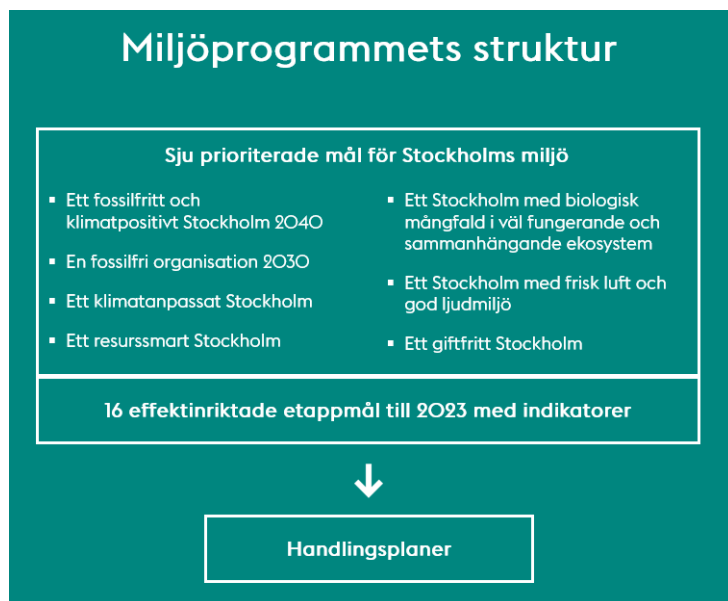 Miljöprogrammets struktur
Sju prioriterade mål för Stockholms miljö
▪ Ett fossilfritt och
klimatpositivt Stockholm 2040
▪ En fossilfri organisation 2030
▪ Ett klimatanpassat Stockholm
▪ Ett resurssmart Stockholm
▪ Ett Stockholm med biologisk
mångfald i väl fungerande och
sammanhängande ekosystem
▪ Ett Stockholm med frisk luft och
god ljudmiljö
▪ Ett giftfritt Stockholm
16 effektinriktade etappmål till 2023 med indikatorer
Handlingsplaner